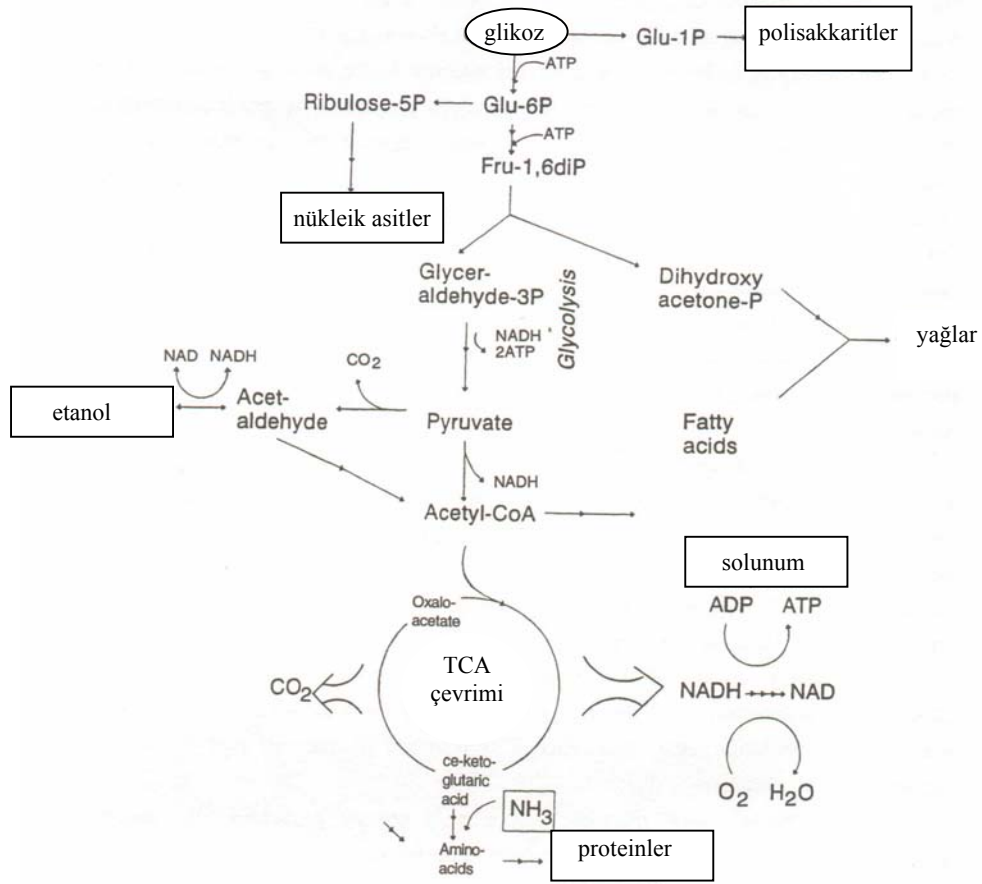 glikoz
Glu-1P
polisakkaritler
ATP
Ribulose-5P
Glu-6P
ATP
Fru-1,6diP
nükleik asitler
Glycer-
aldehyde-3P
Glycolysis
Dihydroxy
acetone-P
NADH
2ATP
yağlar
NAD NADH
CO2
etanol
Acet-
aldehyde
Pyruvate
Fatty
acids
NADH
Acetyl-CoA
solunum
ADP ATP
Oxalo-
acetate
TCA
çevrimi
CO2
NADH NAD
ce-keto-
glutaric
acid
O2 H2O
NH3
Amino-
acids
proteinler